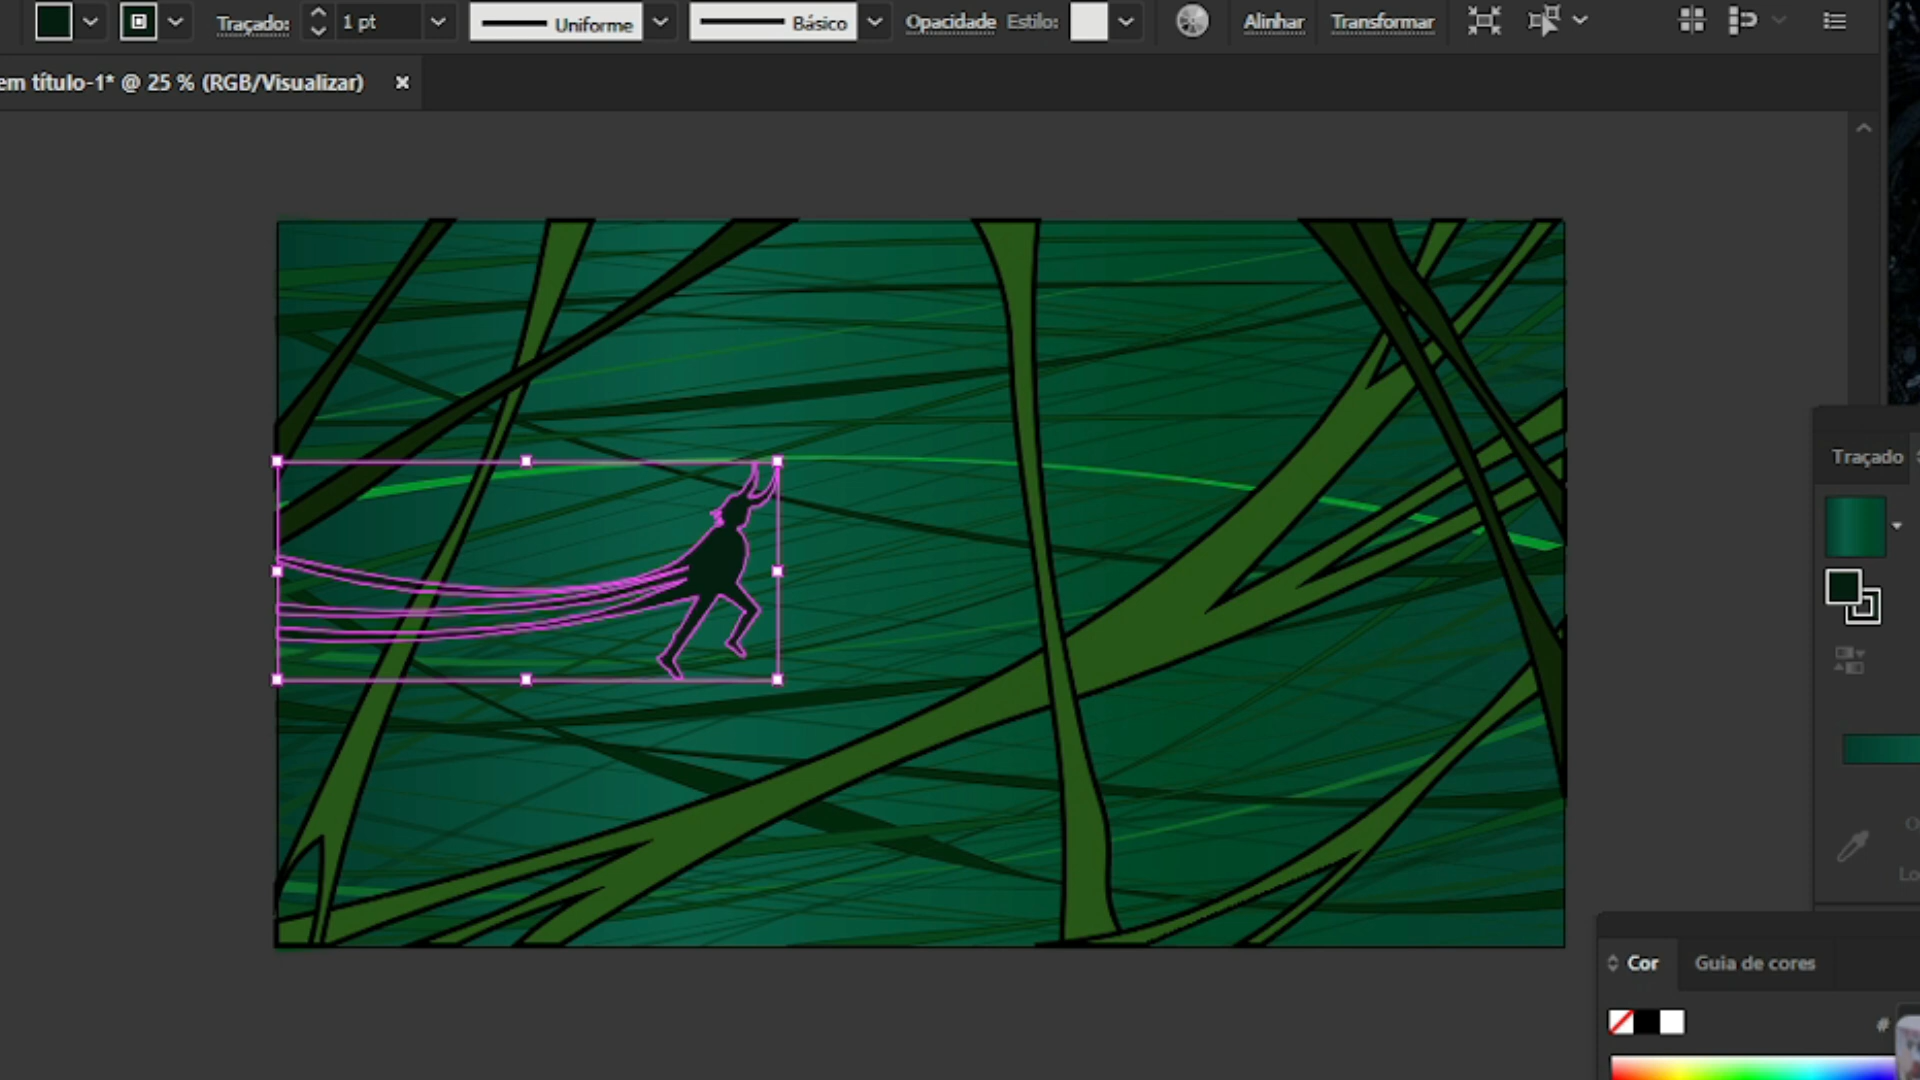 Traçado: 1 pt Uniforme Básico Opacidade Estilo: Alinhar Transformar
em título-1* @ 25 % (RGB/Visualizar)
Traçado
Cor Guia de cores
#